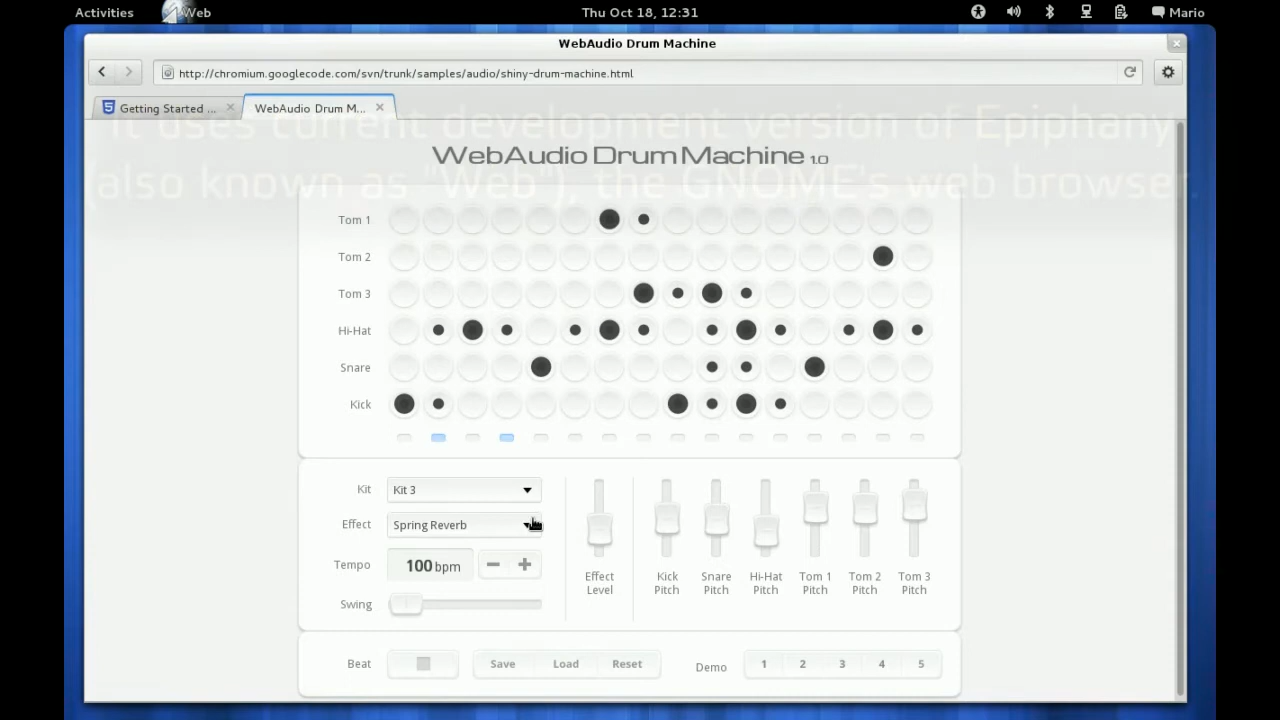 Activities Web Thu Oct 18, 12:31 Mario
WebAudio Drum Machine
http://chromium.googlecode.com/svn/trunk/samples/audio/shiny-drum-machine.html
Getting Started ... WebAudio Drum M...
It uses current development version of Epiphany
WebAudio Drum Machine 1.0
(also known as "Web"), the GNOME's web browser.
Tom 1
Tom 2
Tom 3
Hi-Hat
Snare
Kick
Kit Kit 3
Effect Spring Reverb
Tempo 100 bpm
Swing
Effect Kick Snare Hi-Hat Tom 1 Tom 2 Tom 3
Level Pitch Pitch Pitch Pitch Pitch Pitch
Beat Save Load Reset Demo 1 2 3 4 5